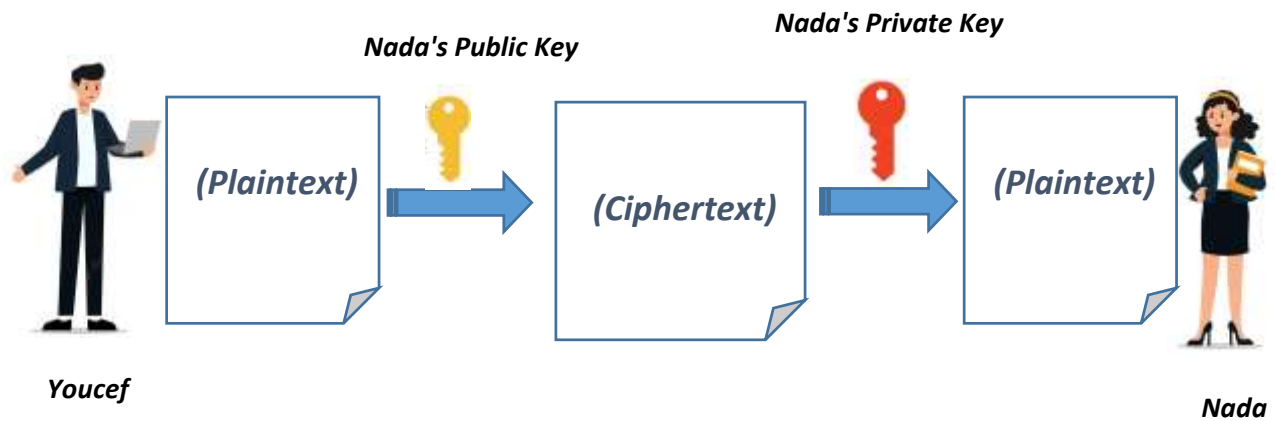 Nada's Private Key
Nada's Public Key
(Plaintext)
(Ciphertext)
(Plaintext)
Youcef
Nada